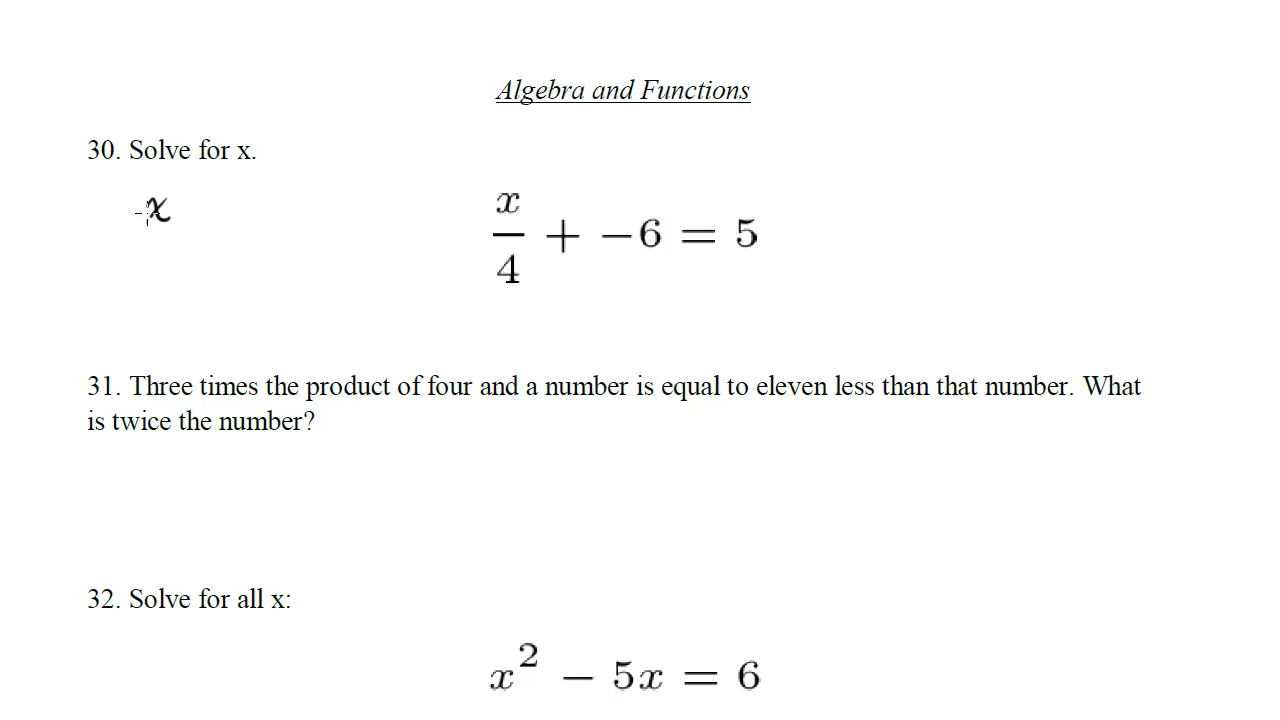 Algebra and Functions
30. Solve for x.
x
x/4 + −6 = 5
31. Three times the product of four and a number is equal to eleven less than that number. What
is twice the number?
32. Solve for all x:
x² − 5x = 6